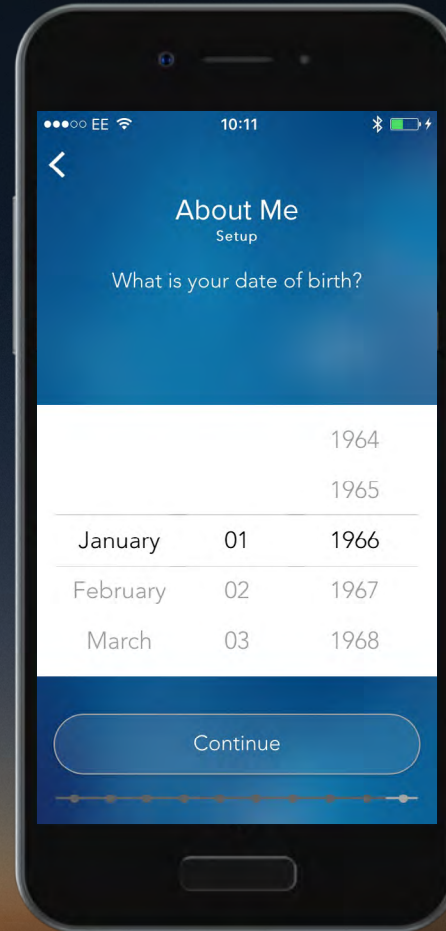 EE 10:11
About Me
Setup
What is your date of birth?
1964
1965
January 01 1966
February 02 1967
March 03 1968
Continue